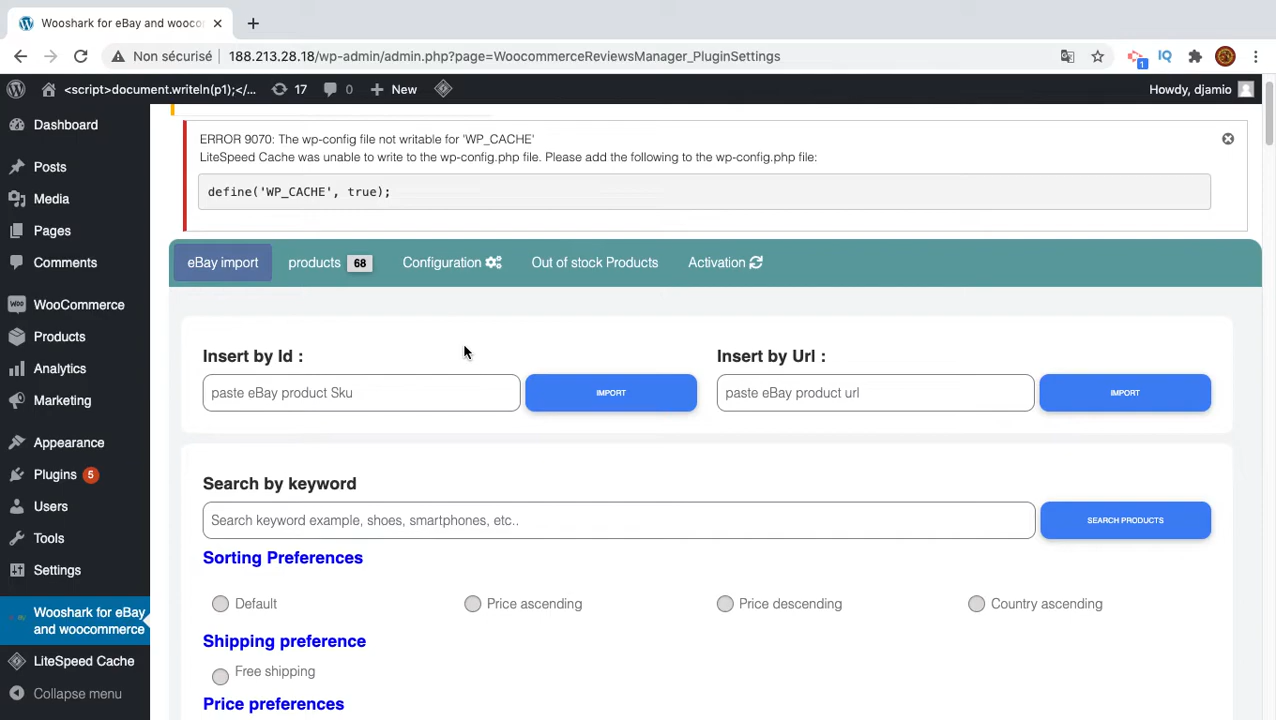 Wooshark for eBay and wooco
Non sécurisé
188.213.28.18/wp-admin/admin.php?page=WoocommerceReviewsManager_PluginSettings
IQ
1
<script>document.writeln(p1);</...
17
0
New
Howdy, djamio
Dashboard
Posts
Media
Pages
Comments
WooCommerce
Products
Analytics
Marketing
Appearance
Plugins 5
Users
Tools
Settings
Wooshark for eBay
and woocommerce
LiteSpeed Cache
Collapse menu
ERROR 9070: The wp-config file not writable for 'WP_CACHE'
LiteSpeed Cache was unable to write to the wp-config.php file. Please add the following to the wp-config.php file:
define('WP_CACHE', true);
eBay import products 68 Configuration Out of stock Products Activation
Insert by Id : Insert by Url :
paste eBay product Sku IMPORT paste eBay product url IMPORT
Search by keyword
Search keyword example, shoes, smartphones, etc.. SEARCH PRODUCTS
Sorting Preferences
Default Price ascending Price descending Country ascending
Shipping preference
Free shipping
Price preferences